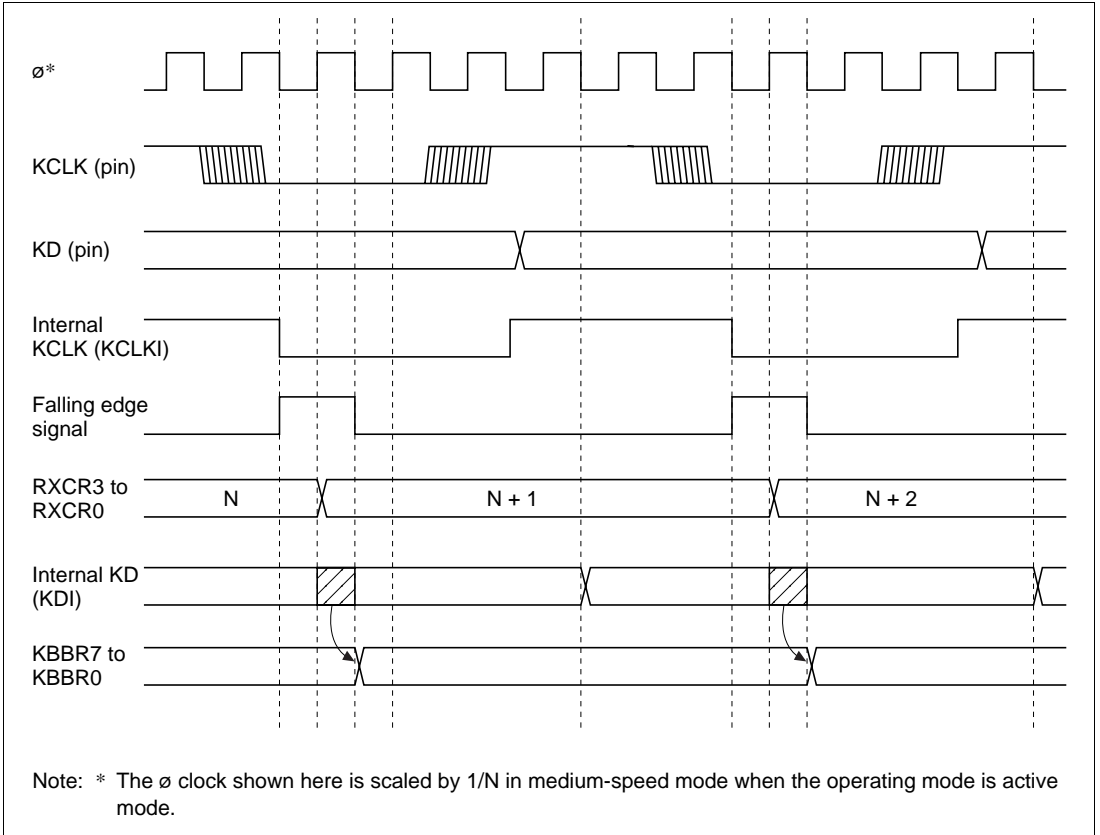 ø*
KCLK (pin)
KD (pin)
Internal
KCLK (KCLKI)
Falling edge
signal
RXCR3 to
RXCR0
N
N + 1
N + 2
Internal KD
(KDI)
KBBR7 to
KBBR0
Note: * The ø clock shown here is scaled by 1/N in medium-speed mode when the operating mode is active
mode.